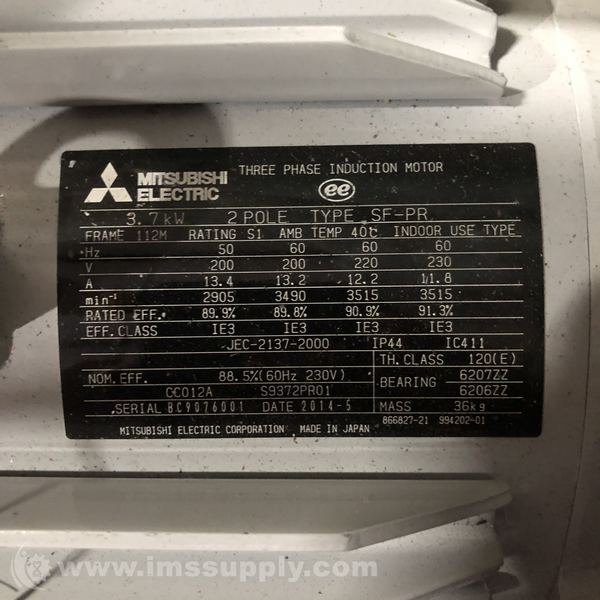 MITSUBISHI
ELECTRIC
THREE PHASE INDUCTION MOTOR
ee
3.7kW 2 POLE TYPE SF-PR
FRAME 112M RATING S1 AMB TEMP 40℃ INDOOR USE TYPE
Hz 50 60 60 60
V 200 200 220 230
A 13.4 13.2 12.2 11.8
min⁻¹ 2905 3490 3515 3515
RATED EFF. 89.9% 89.8% 90.9% 91.3%
EFF. CLASS IE3 IE3 IE3 IE3
JEC-2137-2000 IP44 IC411
TH. CLASS 120(E)
NOM. EFF. 88.5%(60Hz 230V)
BEARING 6207ZZ
6206ZZ
CC012A S9372PR01
SERIAL BC9076001 DATE 2014-5
MASS 36kg
866827-21 994202-01
MITSUBISHI ELECTRIC CORPORATION MADE IN JAPAN
www.imssupply.com